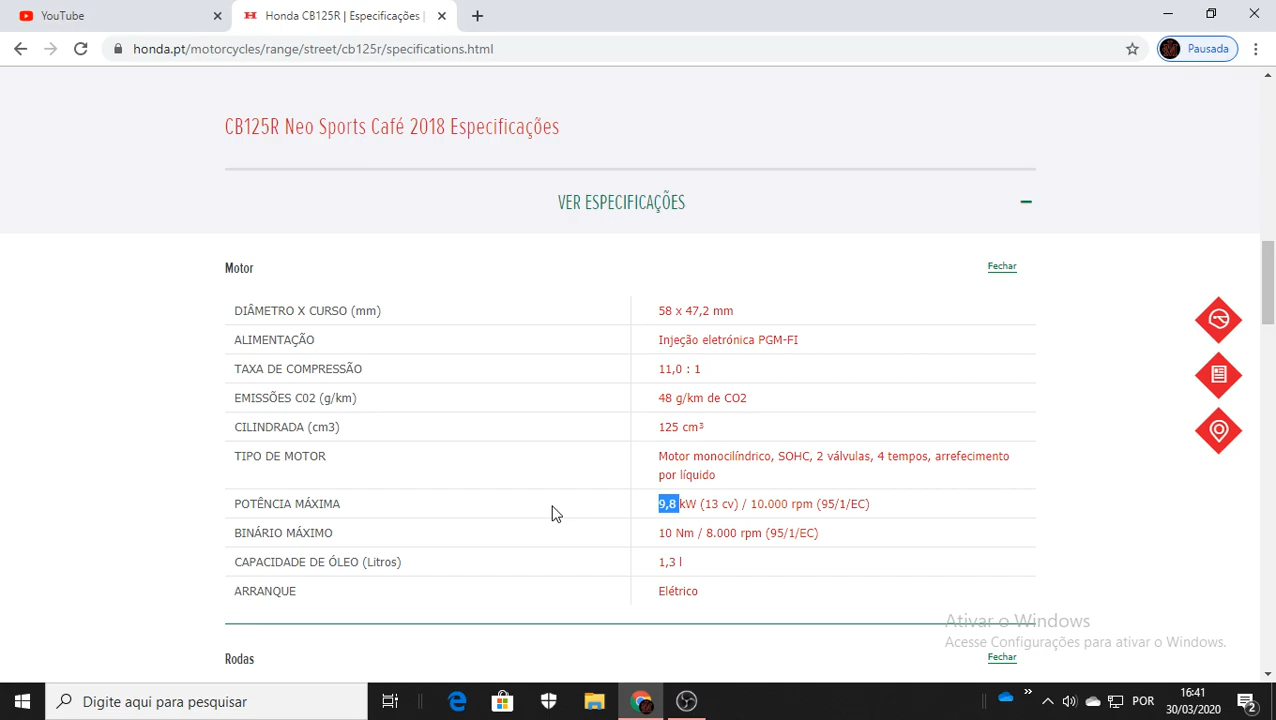 YouTube
Honda CB125R | Especificações |
honda.pt/motorcycles/range/street/cb125r/specifications.html
Pausada
CB125R Neo Sports Café 2018 Especificações
VER ESPECIFICAÇÕES
Motor
Fechar
DIÂMETRO X CURSO (mm) 58 x 47,2 mm
ALIMENTAÇÃO Injeção eletrónica PGM-FI
TAXA DE COMPRESSÃO 11,0 : 1
EMISSÕES C02 (g/km) 48 g/km de CO2
CILINDRADA (cm3) 125 cm³
TIPO DE MOTOR Motor monocilíndrico, SOHC, 2 válvulas, 4 tempos, arrefecimento
por líquido
POTÊNCIA MÁXIMA 9,8 kW (13 cv) / 10.000 rpm (95/1/EC)
BINÁRIO MÁXIMO 10 Nm / 8.000 rpm (95/1/EC)
CAPACIDADE DE ÓLEO (Litros) 1,3 l
ARRANQUE Elétrico
Ativar o Windows
Acesse Configurações para ativar o Windows.
Rodas
Fechar
Digite aqui para pesquisar
POR
16:41
30/03/2020
2